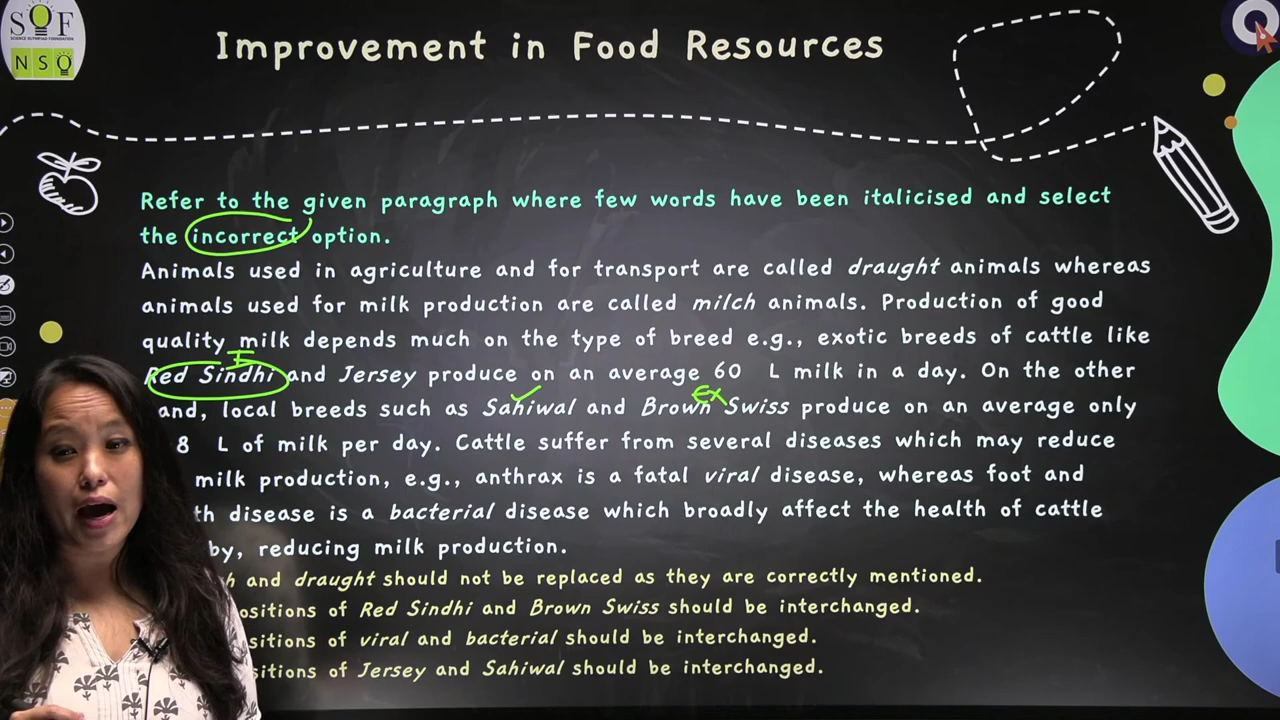 SOF
SCIENCE OLYMPIAD FOUNDATION
NSO
Improvement in Food Resources
Refer to the given paragraph where few words have been italicised and select
the incorrect option.
Animals used in agriculture and for transport are called draught animals whereas
animals used for milk production are called milch animals. Production of good
quality milk depends much on the type of breed e.g., exotic breeds of cattle like
I
Red Sindhi and Jersey produce on an average 60 L milk in a day. On the other
Ex
and, local breeds such as Sahiwal and Brown Swiss produce on an average only
8 L of milk per day. Cattle suffer from several diseases which may reduce
milk production, e.g., anthrax is a fatal viral disease, whereas foot and
th disease is a bacterial disease which broadly affect the health of cattle
by, reducing milk production.
h and draught should not be replaced as they are correctly mentioned.
ositions of Red Sindhi and Brown Swiss should be interchanged.
sitions of viral and bacterial should be interchanged.
sitions of Jersey and Sahiwal should be interchanged.